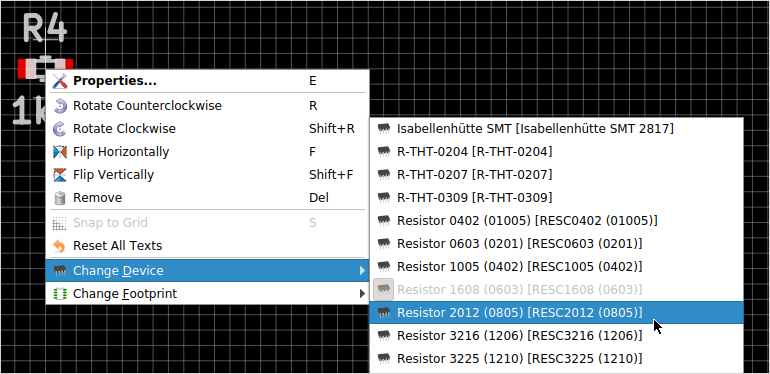 R4
1k
Properties... E
Rotate Counterclockwise R
Rotate Clockwise Shift+R
Flip Horizontally F
Flip Vertically Shift+F
Remove Del
Snap to Grid S
Reset All Texts
Change Device
Change Footprint
Isabellenhütte SMT [Isabellenhütte SMT 2817]
R-THT-0204 [R-THT-0204]
R-THT-0207 [R-THT-0207]
R-THT-0309 [R-THT-0309]
Resistor 0402 (01005) [RESC0402 (01005)]
Resistor 0603 (0201) [RESC0603 (0201)]
Resistor 1005 (0402) [RESC1005 (0402)]
Resistor 1608 (0603) [RESC1608 (0603)]
Resistor 2012 (0805) [RESC2012 (0805)]
Resistor 3216 (1206) [RESC3216 (1206)]
Resistor 3225 (1210) [RESC3225 (1210)]